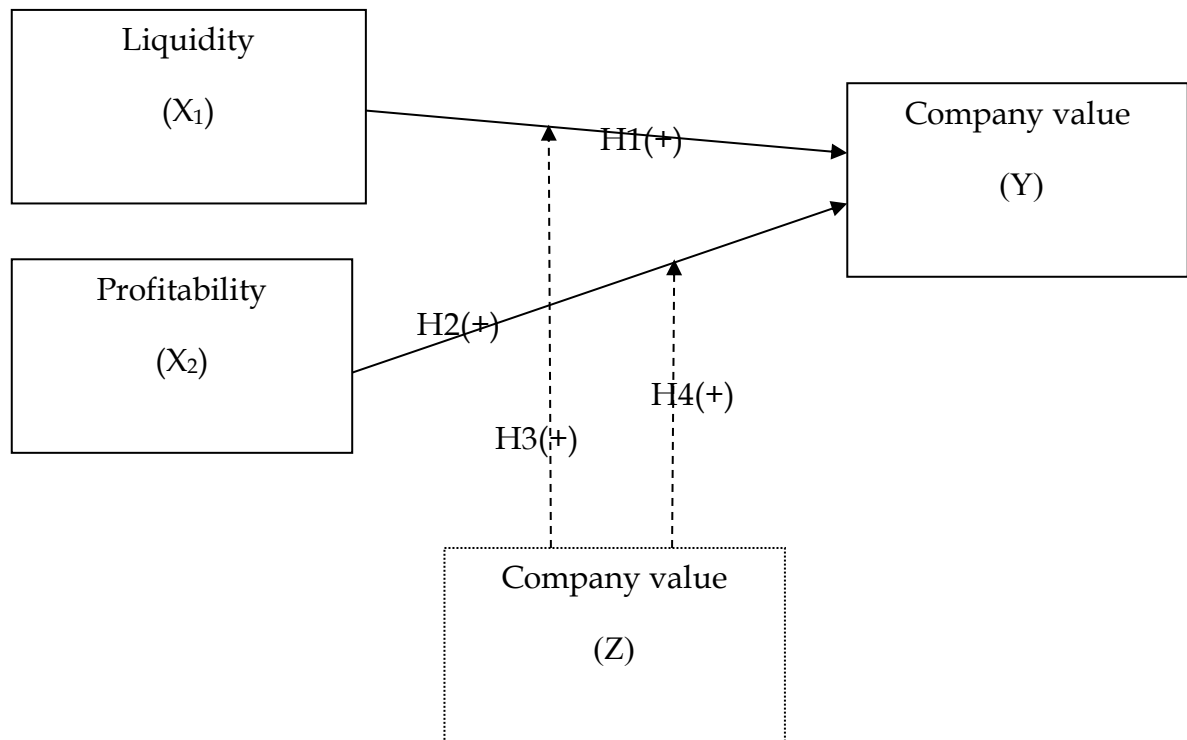 Liquidity
(X₁)
Company value
(Y)
H1(+)
Profitability
(X₂)
H2(+)
H4(+)
H3(+)
Company value
(Z)